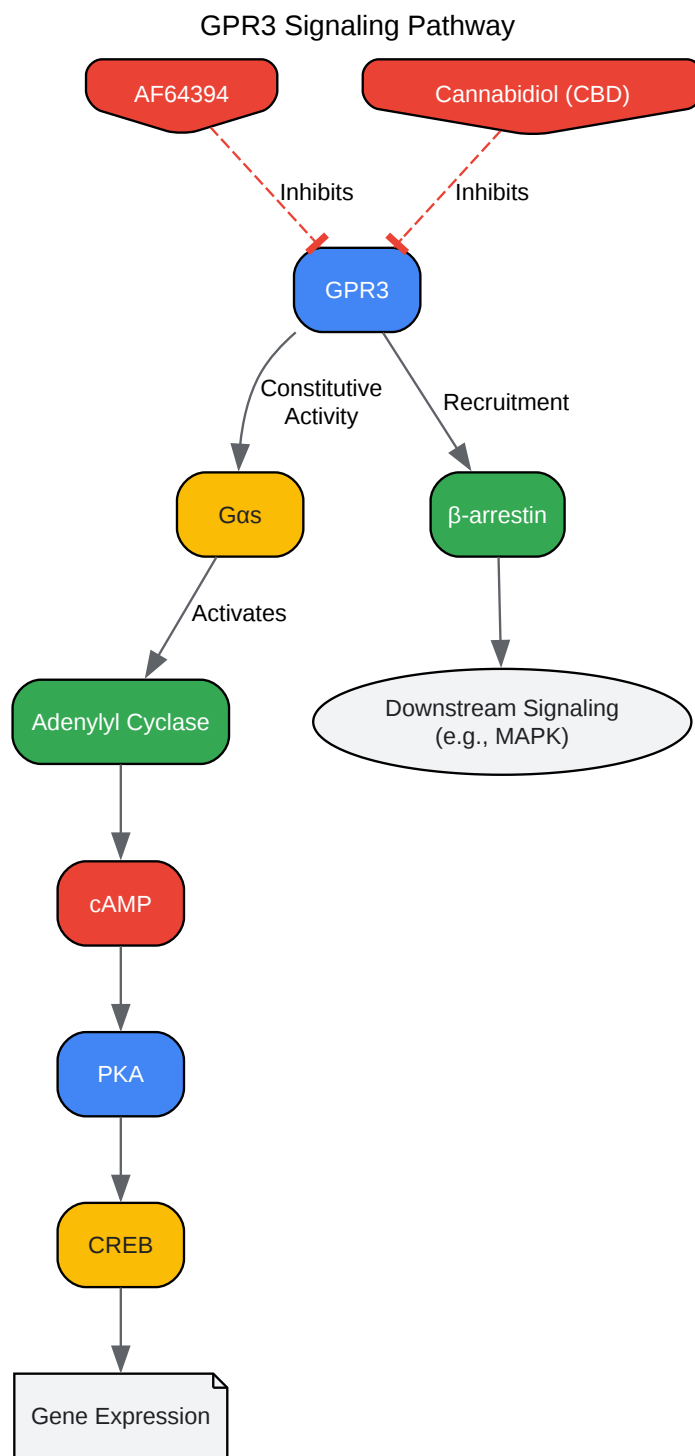 GPR3 Signaling Pathway
AF64394
Cannabidiol (CBD)
Inhibits
Inhibits
GPR3
Constitutive
Activity
Recruitment
Gαs
β-arrestin
Activates
Adenylyl Cyclase
Downstream Signaling
(e.g., MAPK)
cAMP
PKA
CREB
Gene Expression